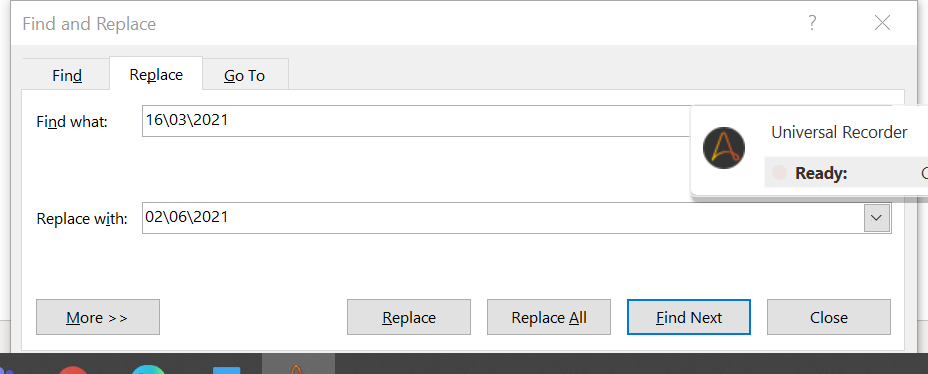 Find and Replace
?
Find
Replace
Go To
Find what:
16\03\2021
Universal Recorder
Ready:
Replace with:
02\06\2021
More >>
Replace
Replace All
Find Next
Close